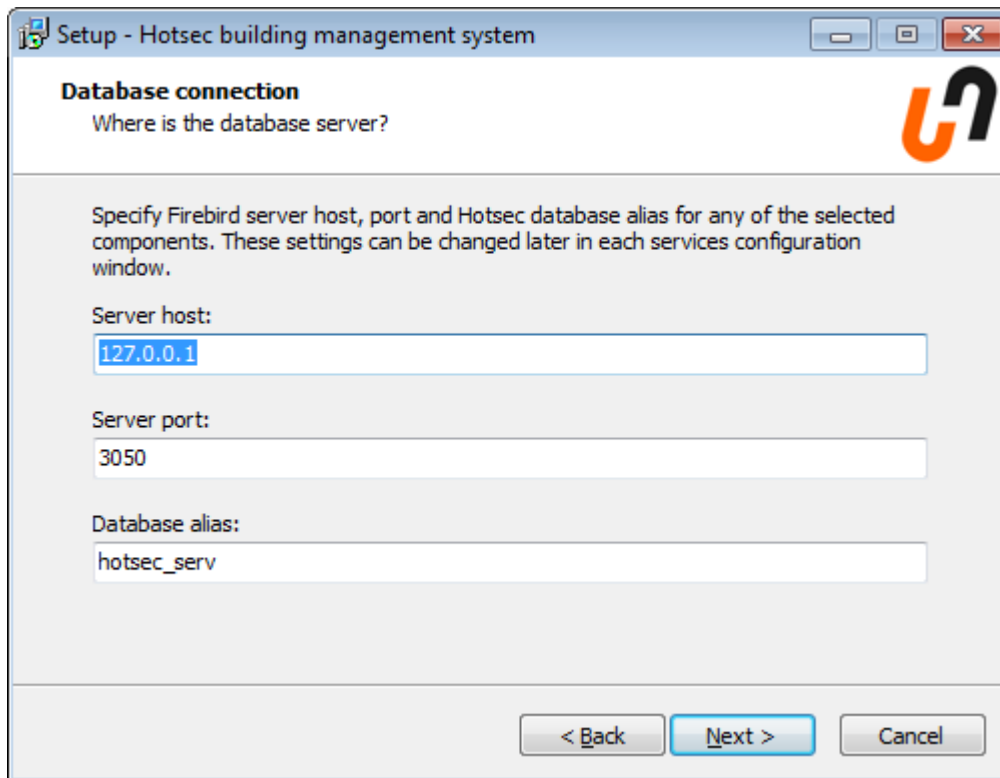 Setup - Hotsec building management system
Database connection
Where is the database server?
Specify Firebird server host, port and Hotsec database alias for any of the selected
components. These settings can be changed later in each services configuration
window.
Server host:
127.0.0.1
Server port:
3050
Database alias:
hotsec_serv
< Back
Next >
Cancel